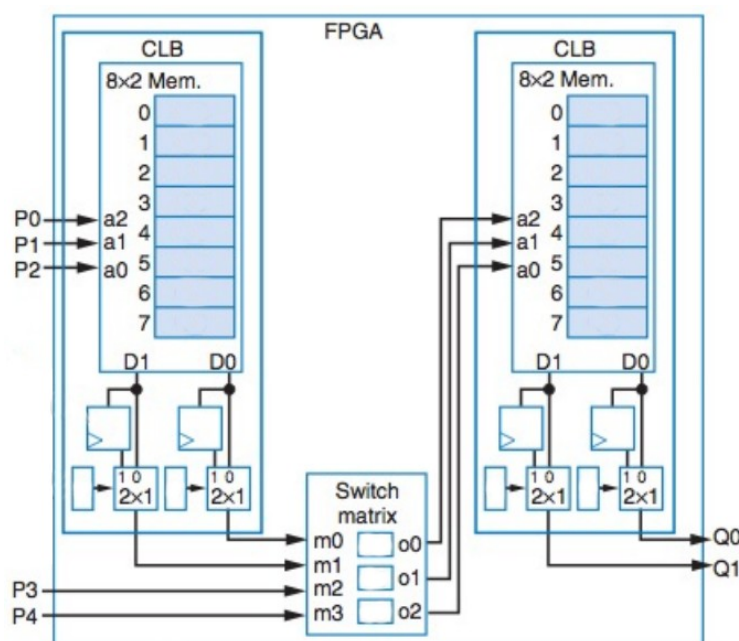 FPGA
CLB
8×2 Mem.
0
1
2
3
4
5
6
7
P0
P1
P2
a2
a1
a0
D1 D0
1 0
2×1
1 0
2×1
CLB
8×2 Mem.
0
1
2
3
4
5
6
7
a2
a1
a0
D1 D0
1 0
2×1
1 0
2×1
Switch
matrix
m0
m1
m2
m3
o0
o1
o2
P3
P4
Q0
Q1